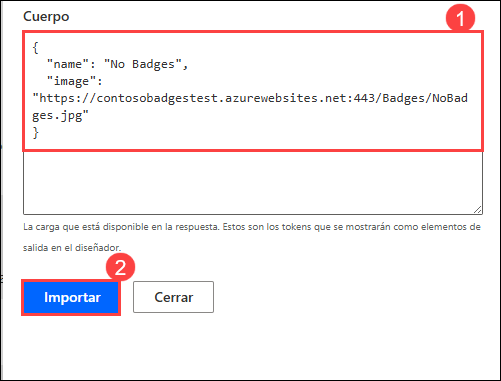 Cuerpo
1
{
  "name": "No Badges",
  "image":
"https://contosobadgestest.azurewebsites.net:443/Badges/NoBad
ges.jpg"
}
La carga que está disponible en la respuesta. Estos son los tokens que se mostrarán como elementos de
salida en el diseñador.
2
Importar Cerrar